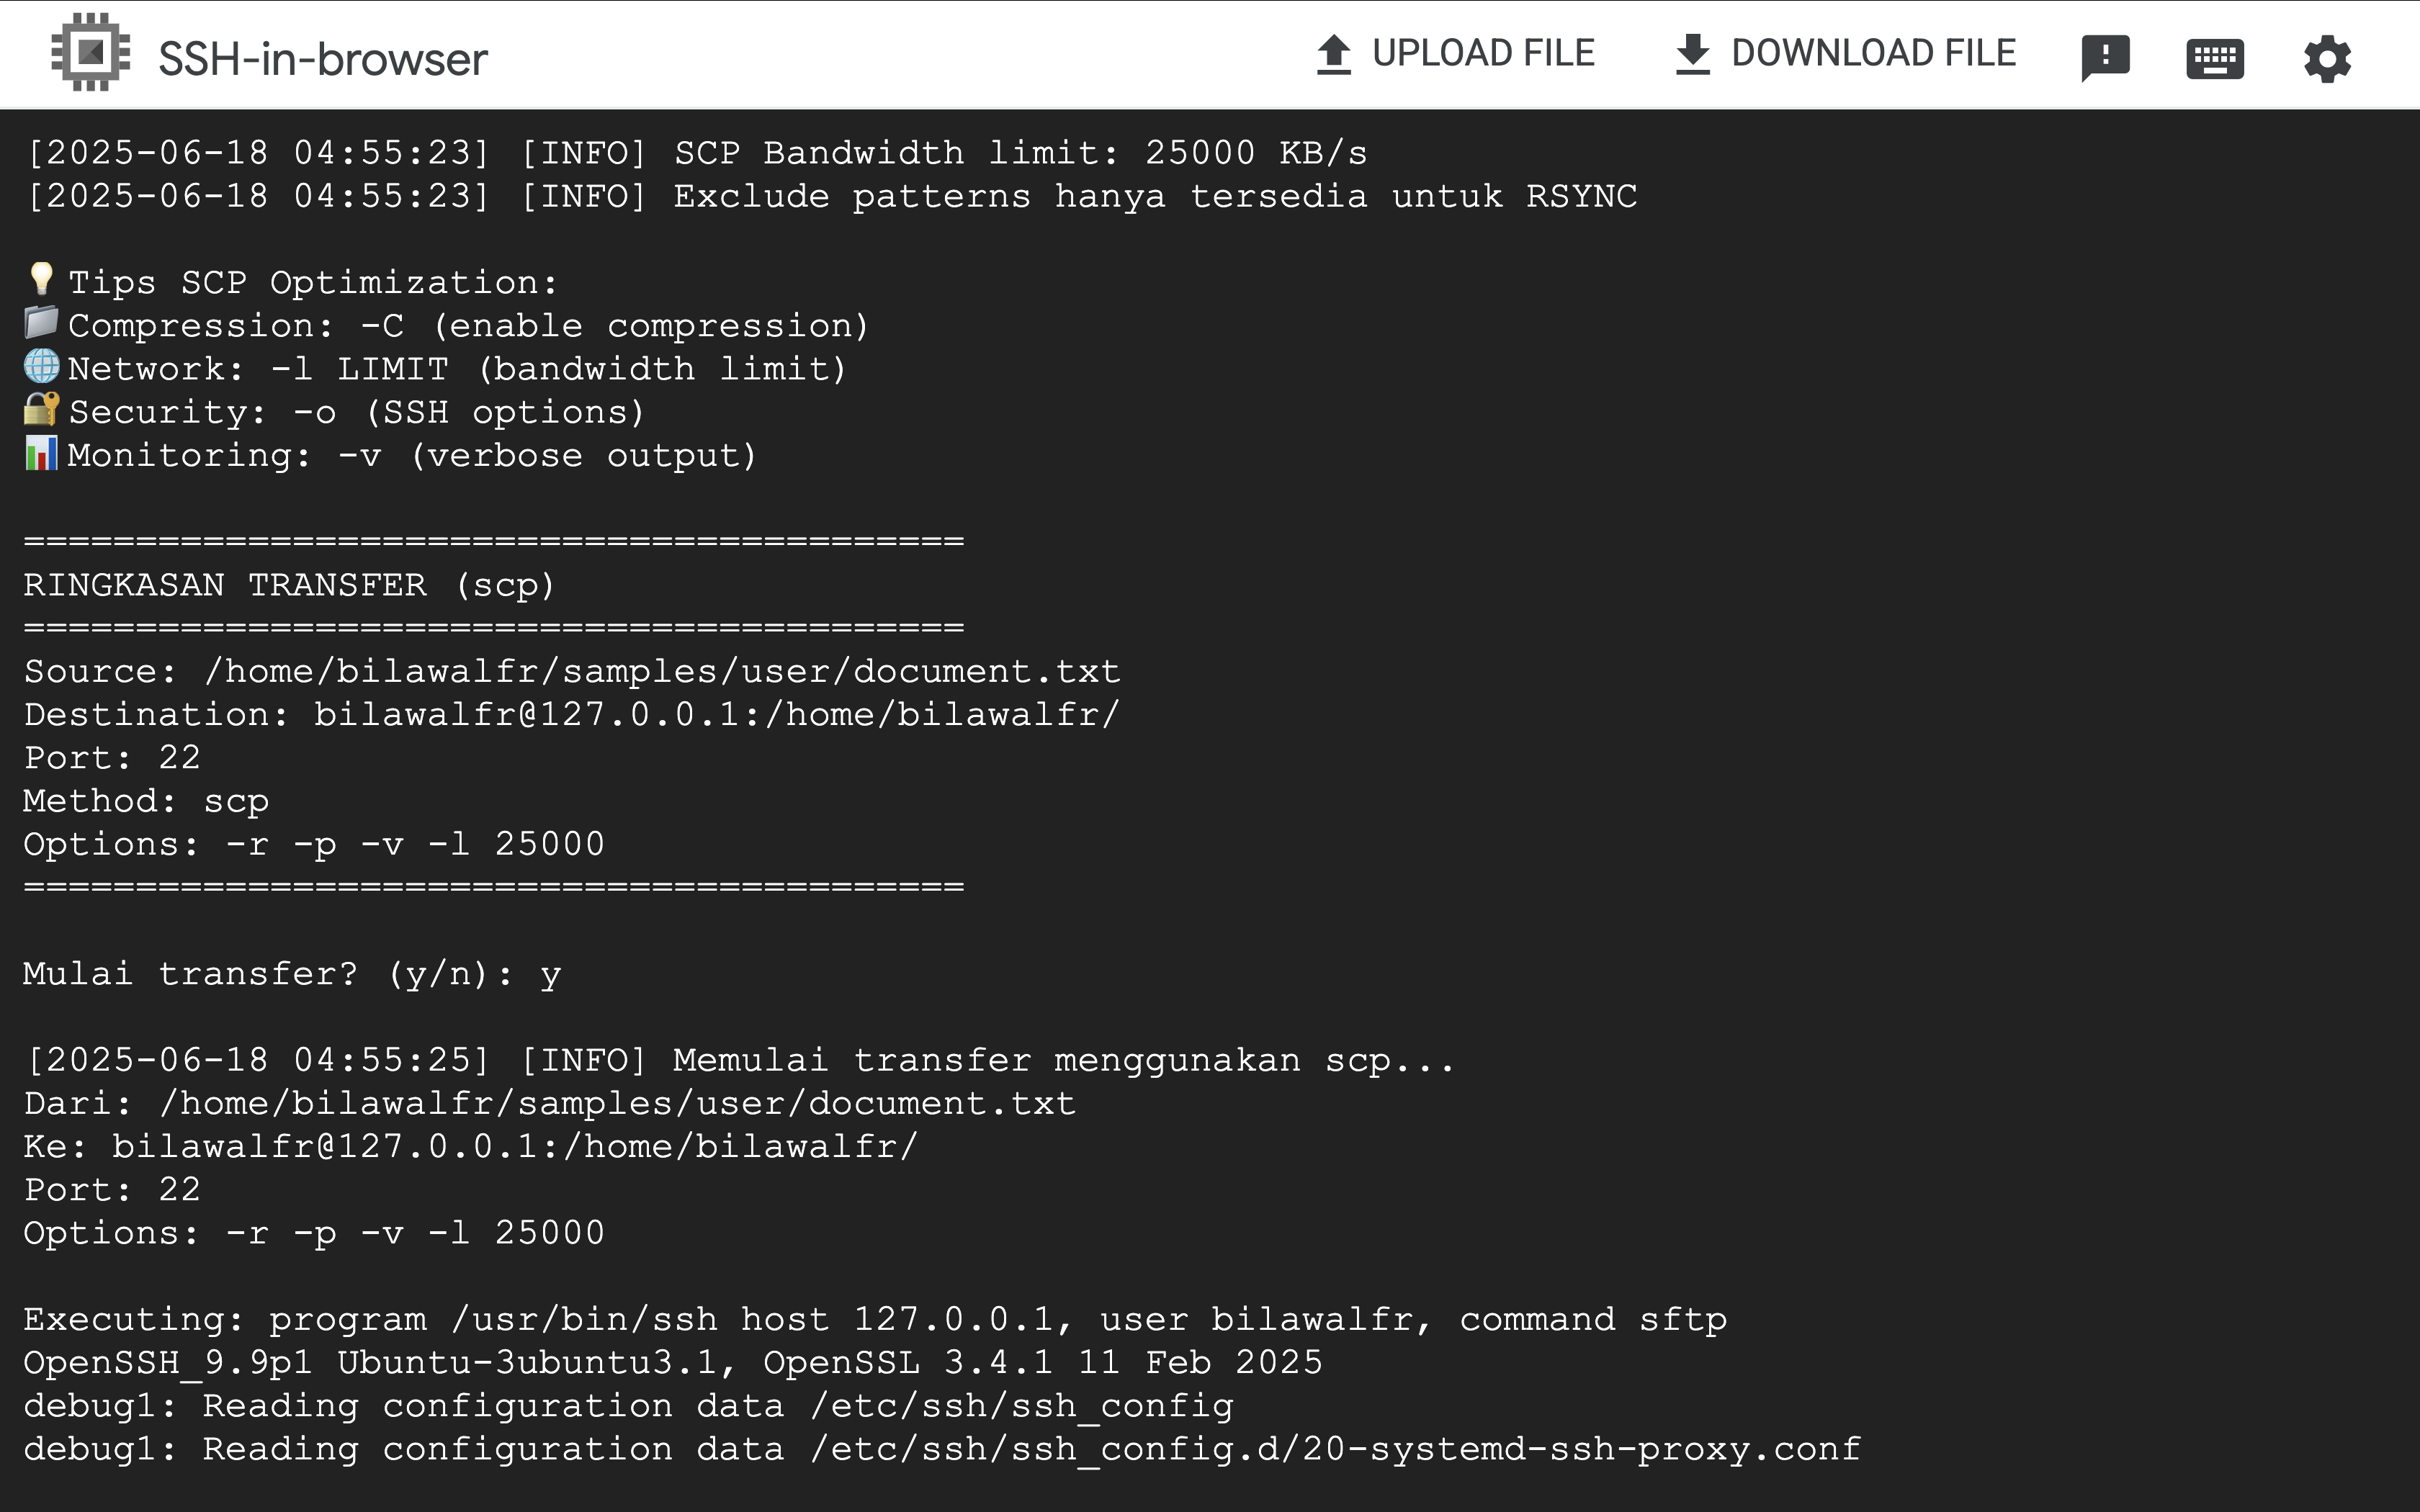 SSH-in-browser
UPLOAD FILE
DOWNLOAD FILE
[2025-06-18 04:55:23] [INFO] SCP Bandwidth limit: 25000 KB/s
[2025-06-18 04:55:23] [INFO] Exclude patterns hanya tersedia untuk RSYNC
💡 Tips SCP Optimization:
📁 Compression: -C (enable compression)
🌐 Network: -l LIMIT (bandwidth limit)
🔐 Security: -o (SSH options)
📊 Monitoring: -v (verbose output)
==========================================
RINGKASAN TRANSFER (scp)
==========================================
Source: /home/bilawalfr/samples/user/document.txt
Destination: bilawalfr@127.0.0.1:/home/bilawalfr/
Port: 22
Method: scp
Options: -r -p -v -l 25000
==========================================
Mulai transfer? (y/n): y
[2025-06-18 04:55:25] [INFO] Memulai transfer menggunakan scp...
Dari: /home/bilawalfr/samples/user/document.txt
Ke: bilawalfr@127.0.0.1:/home/bilawalfr/
Port: 22
Options: -r -p -v -l 25000
Executing: program /usr/bin/ssh host 127.0.0.1, user bilawalfr, command sftp
OpenSSH_9.9p1 Ubuntu-3ubuntu3.1, OpenSSL 3.4.1 11 Feb 2025
debug1: Reading configuration data /etc/ssh/ssh_config
debug1: Reading configuration data /etc/ssh/ssh_config.d/20-systemd-ssh-proxy.conf